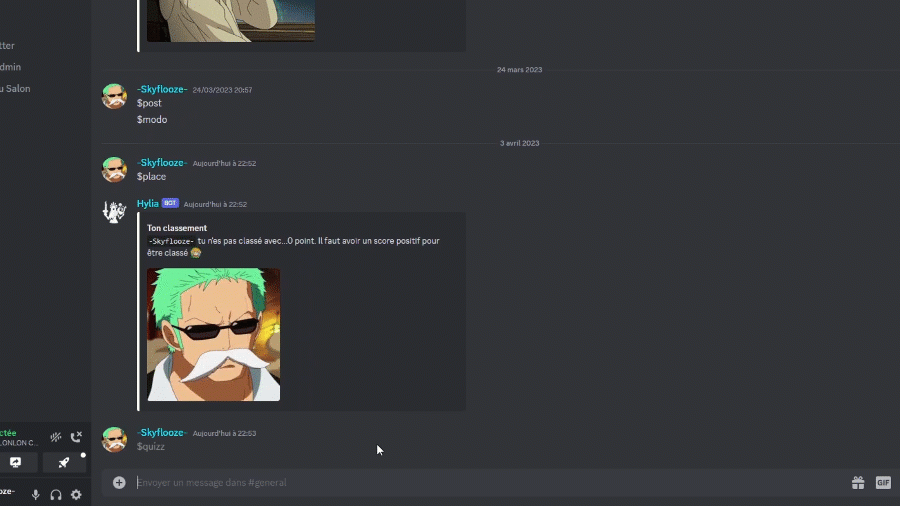 tter
dmin
u Salon
24 mars 2023
-Skyflooze- 24/03/2023 20:57
$post
$modo
3 avril 2023
-Skyflooze- Aujourd'hui à 22:52
$place
Hylia BOT Aujourd'hui à 22:52
Ton classement
-Skyflooze- tu n'es pas classé avec...0 point. Il faut avoir un score positif pour
être classé
-Skyflooze- Aujourd'hui à 22:53
$quizz
ctée
LONLON C...
Envoyer un message dans #general
GIF
oze-